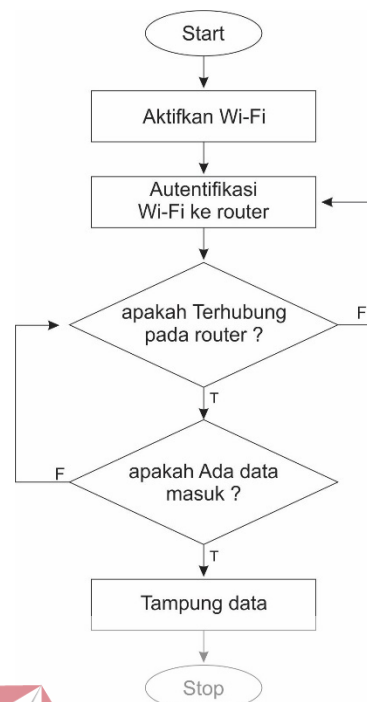 Start
Aktifkan Wi-Fi
Autentifikasi
Wi-Fi ke router
apakah Terhubung
pada router ?
F
T
apakah Ada data
masuk ?
F
T
Tampung data
Stop